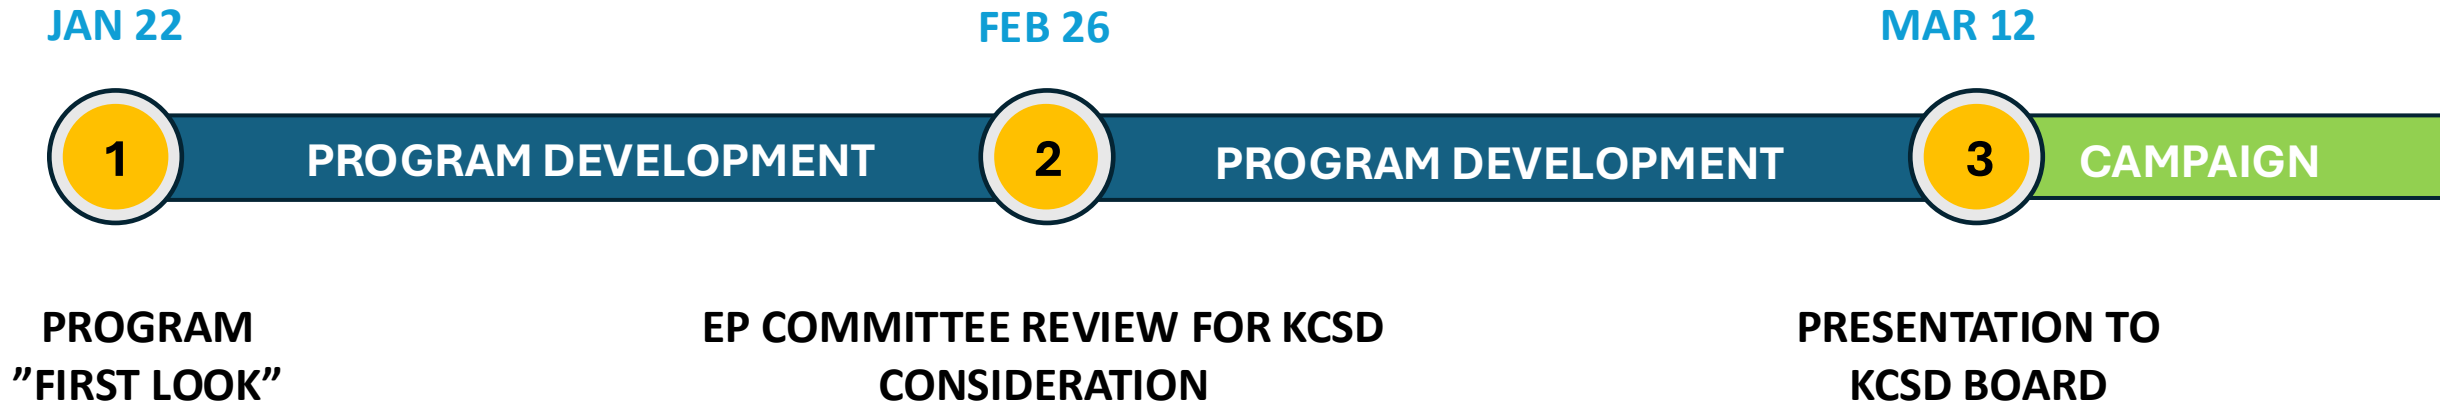 JAN 22
FEB 26
MAR 12
1
PROGRAM DEVELOPMENT
2
PROGRAM DEVELOPMENT
3
CAMPAIGN
PROGRAM
”FIRST LOOK”
EP COMMITTEE REVIEW FOR KCSD
CONSIDERATION
PRESENTATION TO
KCSD BOARD